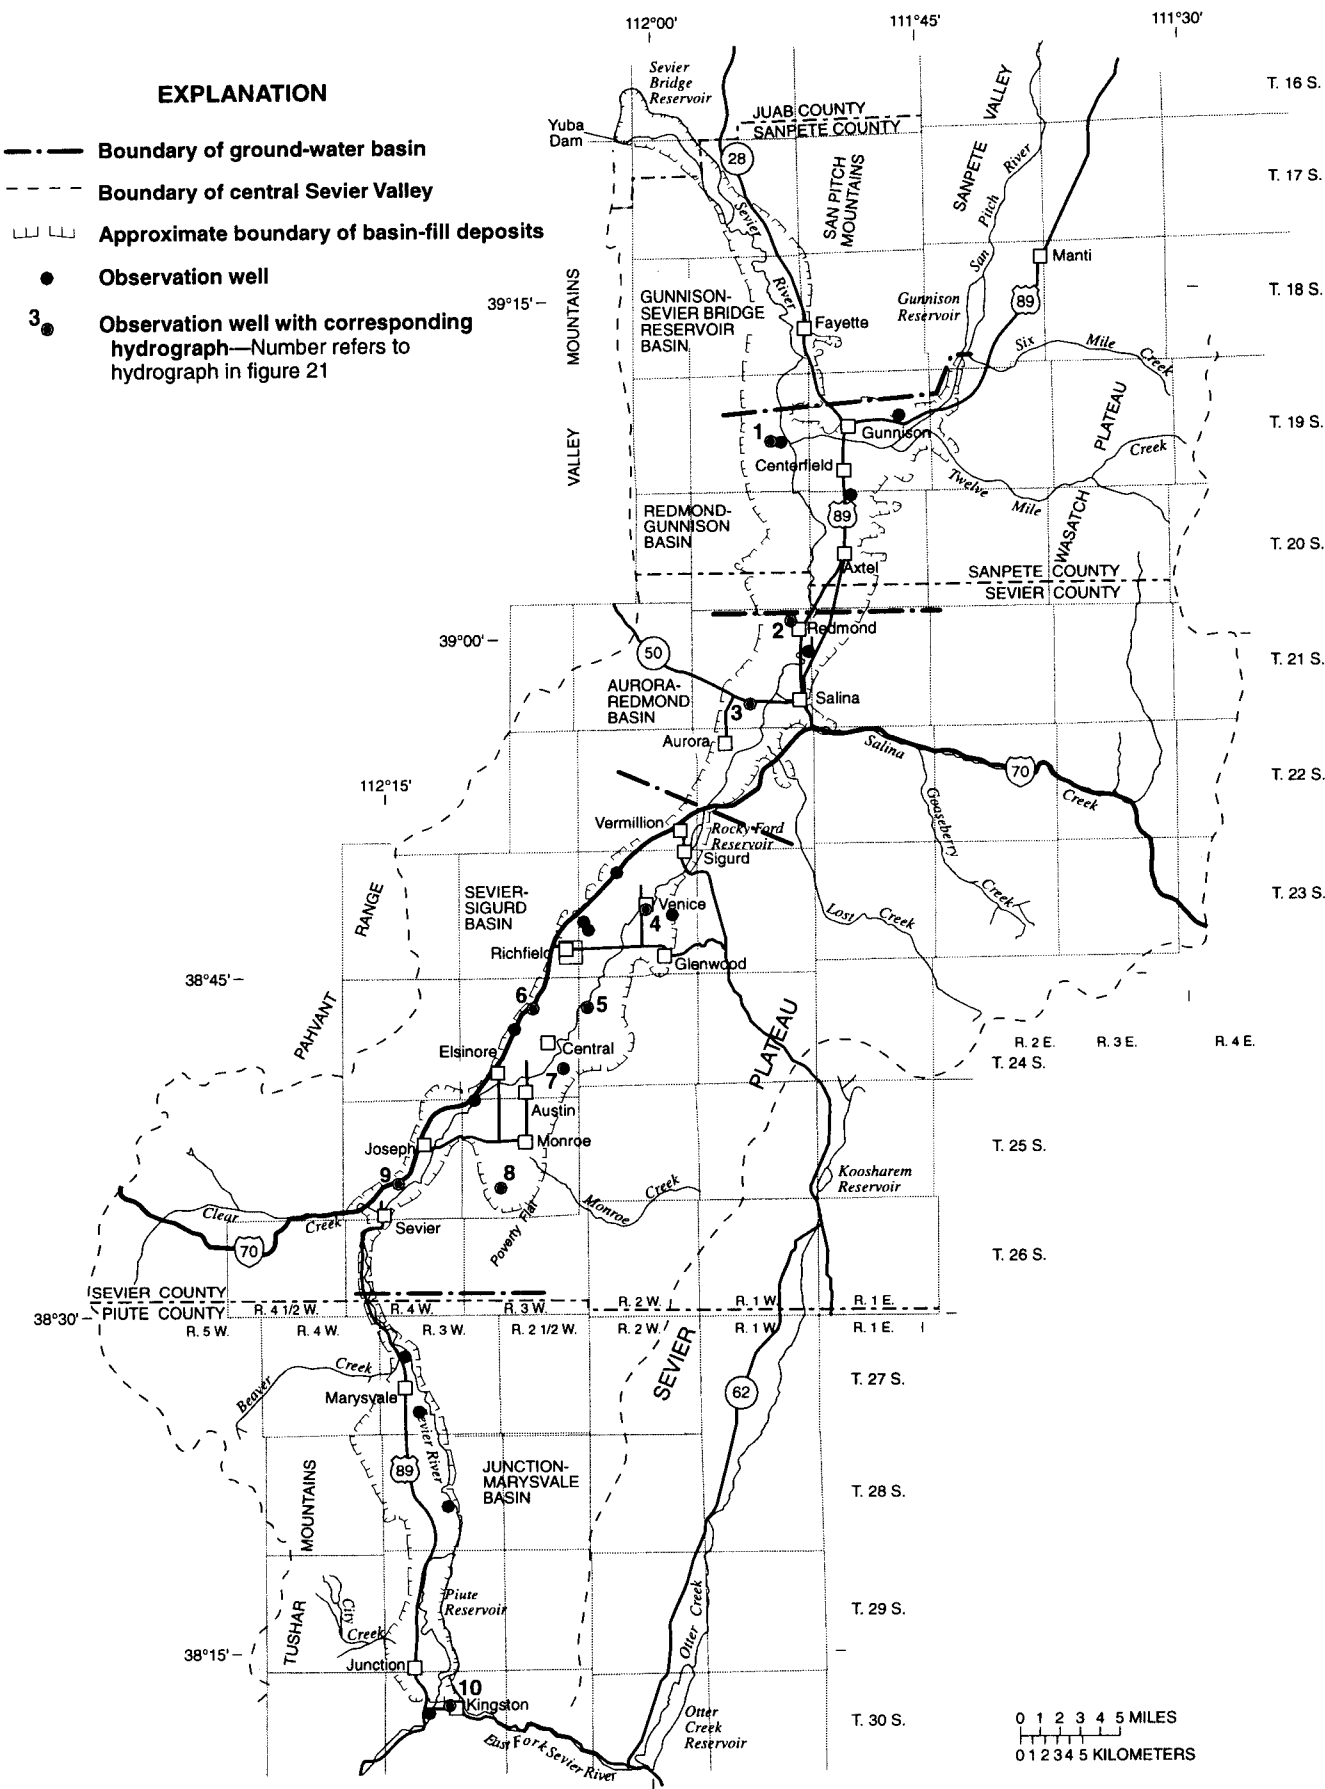 112°00'
111°45'
111°30'
EXPLANATION
Boundary of ground-water basin
Boundary of central Sevier Valley
Approximate boundary of basin-fill deposits
Observation well
3
Observation well with corresponding
hydrograph—Number refers to
hydrograph in figure 21
Sevier
Bridge
Reservoir
Yuba
Dam
JUAB COUNTY
SANPETE COUNTY
28
T. 16 S.
T. 17 S.
T. 18 S.
T. 19 S.
T. 20 S.
T. 21 S.
T. 22 S.
T. 23 S.
SAN PITCH
MOUNTAINS
SANPETE VALLEY
San Pitch River
Sevier River
Manti
89
39°15'
GUNNISON-
SEVIER BRIDGE
RESERVOIR
BASIN
Fayette
Gunnison
Reservoir
Six Mile Creek
VALLEY MOUNTAINS
1
Gunnison
Centerfield
Twelve Mile Creek
WASATCH PLATEAU
REDMOND-
GUNNISON
BASIN
89
Axtel
SANPETE COUNTY
SEVIER COUNTY
39°00'
2
Redmond
50
AURORA-
REDMOND
BASIN
3
Salina
Aurora
Salina Creek
70
Gooseberry Creek
Lost Creek
112°15'
Vermillion
Rocky Ford
Reservoir
Sigurd
SEVIER-
SIGURD
BASIN
Venice
4
Richfield
Glenwood
38°45'
PAHVANT RANGE
6
5
R. 2 E.
R. 3 E.
R. 4 E.
T. 24 S.
Elsinore
Central
7
Austin
Joseph
Monroe
T. 25 S.
9
8
Monroe Creek
Koosharem
Reservoir
Clear Creek
Sevier
Poverty Flat
70
T. 26 S.
SEVIER COUNTY
PIUTE COUNTY
R. 4 1/2 W.
R. 4 W.
R. 3 W.
R. 2 W.
R. 1 W.
R. 1 E.
38°30'
R. 5 W.
R. 4 W.
R. 3 W.
R. 2 1/2 W.
R. 2 W.
R. 1 W.
R. 1 E.
SEVIER PLATEAU
Beaver Creek
Marysvale
T. 27 S.
62
Sevier River
89
JUNCTION-
MARYSVALE
BASIN
T. 28 S.
TUSHAR MOUNTAINS
City Creek
Piute
Reservoir
T. 29 S.
Otter Creek
38°15'
Junction
10
Kingston
East Fork Sevier River
Otter
Creek
Reservoir
T. 30 S.
0 1 2 3 4 5 MILES
0 1 2 3 4 5 KILOMETERS